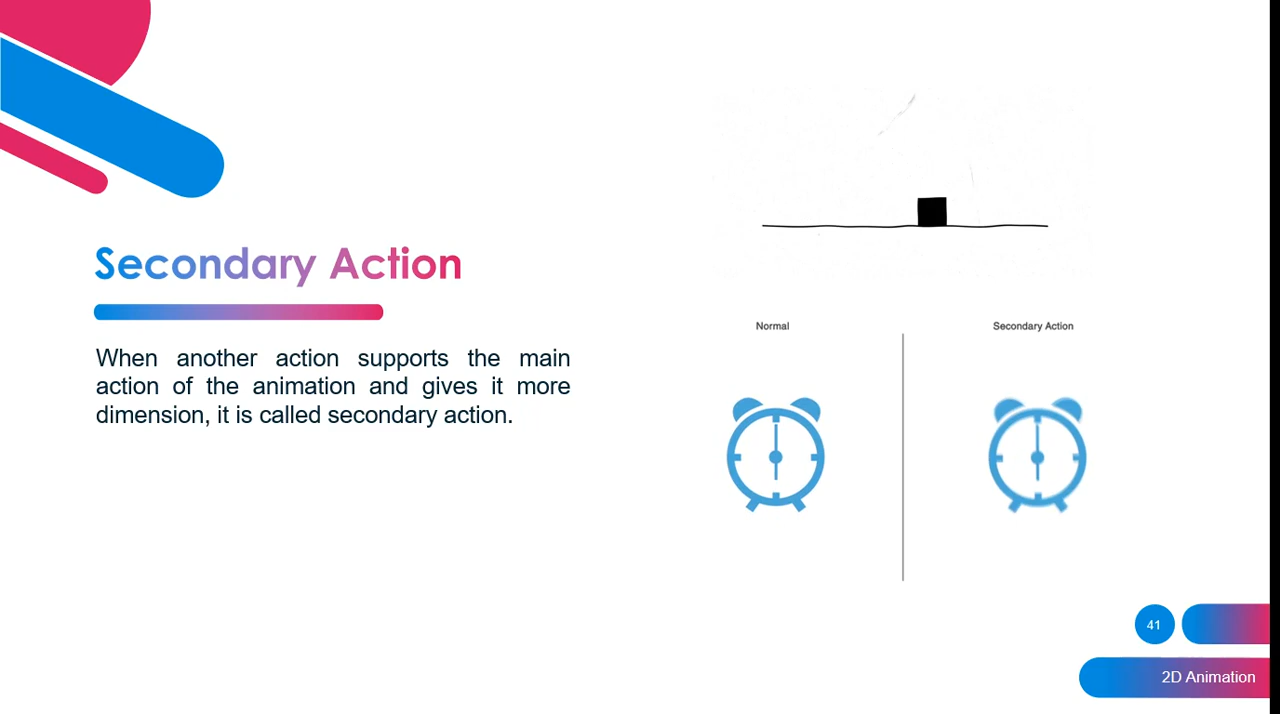 Secondary Action
When another action supports the main
action of the animation and gives it more
dimension, it is called secondary action.
Normal
Secondary Action
41
2D Animation